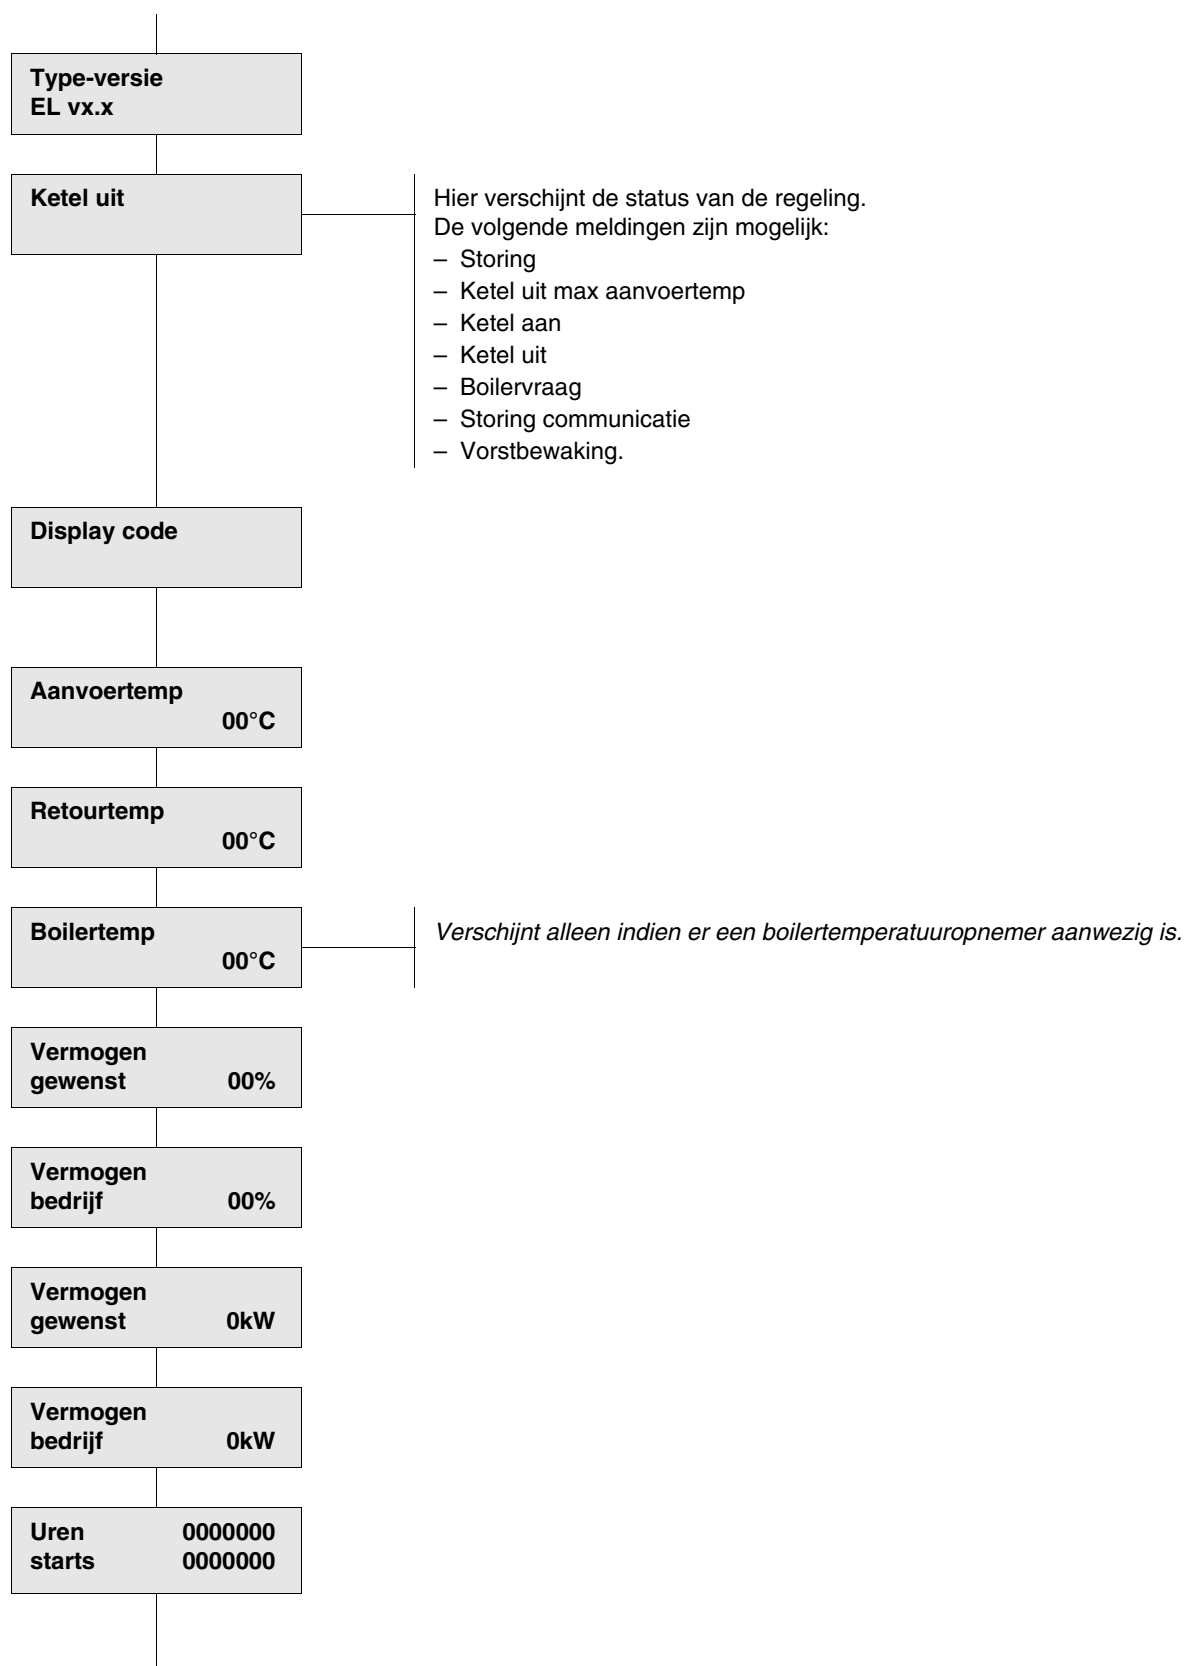 Type-versie
EL vx.x
Ketel uit
Hier verschijnt de status van de regeling.
De volgende meldingen zijn mogelijk:
– Storing
– Ketel uit max aanvoertemp
– Ketel aan
– Ketel uit
– Boilervraag
– Storing communicatie
– Vorstbewaking.
Display code
Aanvoertemp
00°C
Retourtemp
00°C
Boilertemp
00°C
Verschijnt alleen indien er een boilertemperatuuropnemer aanwezig is.
Vermogen
gewenst 00%
Vermogen
bedrijf 00%
Vermogen
gewenst 0kW
Vermogen
bedrijf 0kW
Uren 0000000
starts 0000000